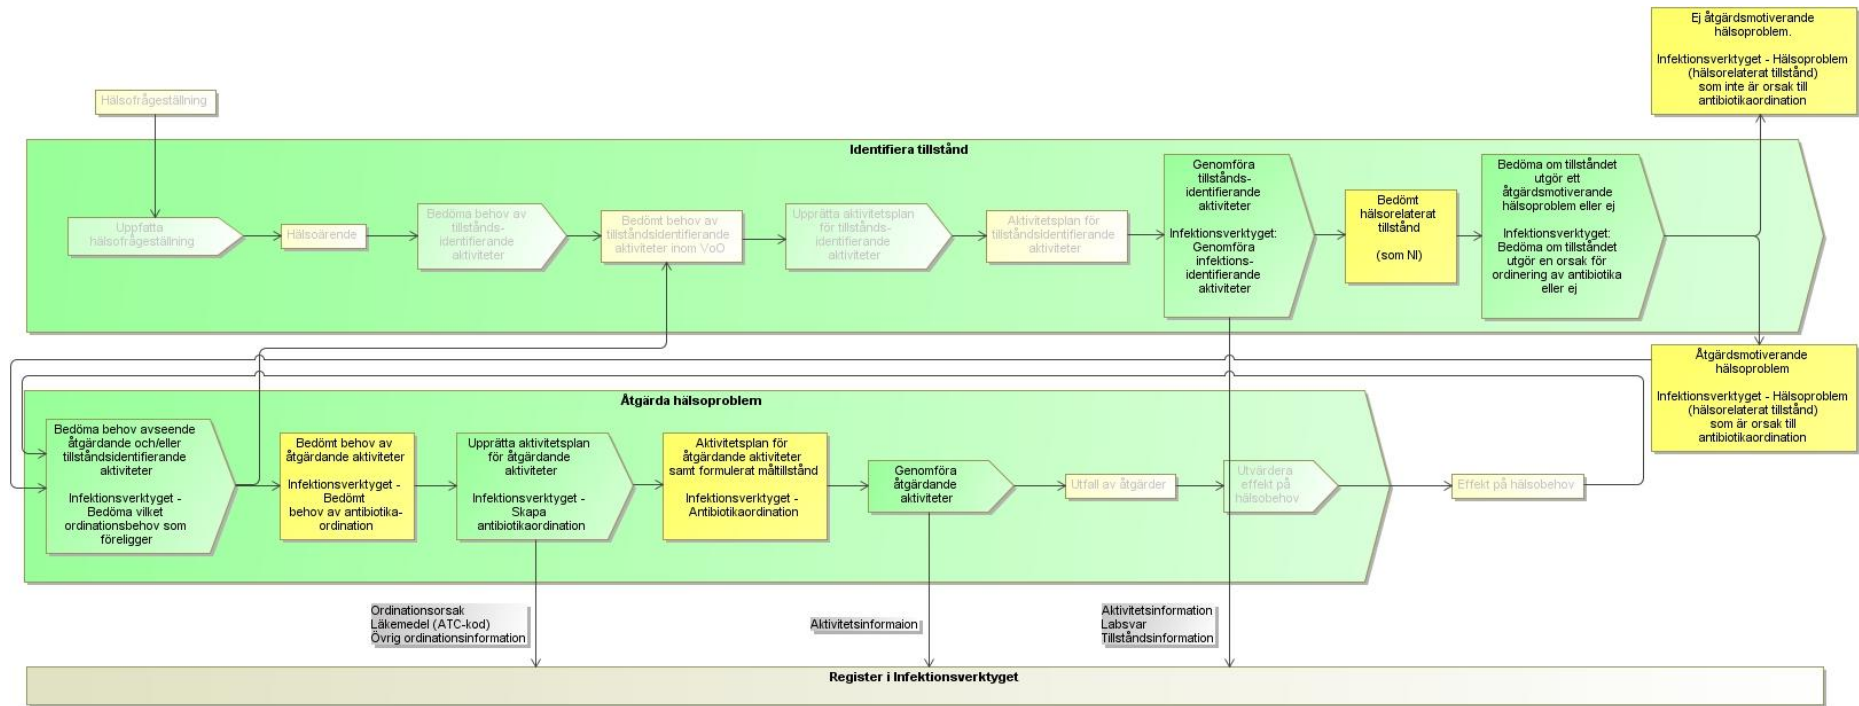 Ej åtgärdsmotiverande
hälsoproblem.
Infektionsverktyget - Hälsoproblem
(hälsorelaterat tillstånd)
som inte är orsak till
antibiotikaordination
Hälsofrågeställning
Identifiera tillstånd
Uppfatta
hälsofrågeställning
Hälsoärende
Bedöma behov av
tillstånds-
identifierande
aktiviteter
Bedömt behov av
tillståndsidentifierande
aktiviteter inom VoO
Upprätta aktivitetsplan
för tillstånds-
identifierande
aktiviteter
Aktivitetsplan för
tillståndsidentifierande
aktiviteter
Genomföra
tillstånds-
identifierande
aktiviteter
Infektionsverktyget:
Genomföra
infektions-
identifierande
aktiviteter
Bedömt
hälsorelaterat
tillstånd
(som NI)
Bedöma om tillståndet
utgör ett
åtgärdsmotiverande
hälsoproblem eller ej
Infektionsverktyget:
Bedöma om tillståndet
utgör en orsak för
ordinering av antibiotika
eller ej
Åtgärdsmotiverande
hälsoproblem
Infektionsverktyget - Hälsoproblem
(hälsorelaterat tillstånd)
som är orsak till
antibiotikaordination
Åtgärda hälsoproblem
Bedöma behov avseende
åtgärdande och/eller
tillståndsidentifierande
aktiviteter
Infektionsverktyget -
Bedöma vilket
ordinationsbehov som
föreligger
Bedömt behov av
åtgärdande aktiviteter
Infektionsverktyget -
Bedömt
behov av antibiotika-
ordination
Upprätta aktivitetsplan
för åtgärdande
aktiviteter
Infektionsverktyget -
Skapa
antibiotikaordination
Aktivitetsplan för
åtgärdande aktiviteter
samt formulerat måltillstånd
Infektionsverktyget -
Antibiotikaordination
Genomföra
åtgärdande
aktiviteter
Utfall av åtgärder
Utvärdera
effekt på
hälsobehov
Effekt på hälsobehov
Ordinationsorsak
Läkemedel (ATC-kod)
Övrig ordinationsinformation
Aktivitetsinformaion
Aktivitetsinformation
Labsvar
Tillståndsinformation
Register i Infektionsverktyget